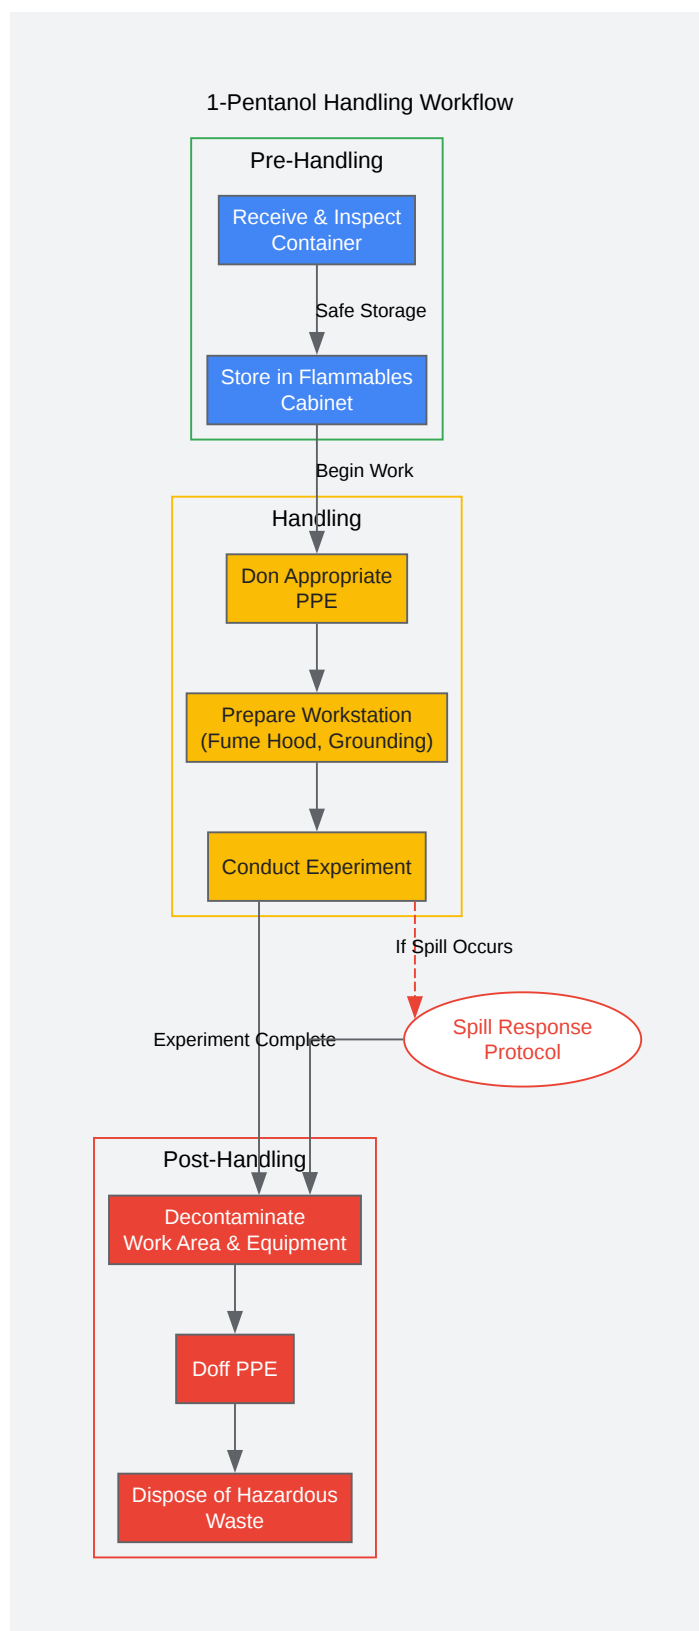 1-Pentanol Handling Workflow
Pre-Handling
Receive & Inspect
Container
Safe Storage
Store in Flammables
Cabinet
Begin Work
Handling
Don Appropriate
PPE
Prepare Workstation
(Fume Hood, Grounding)
Conduct Experiment
If Spill Occurs
Spill Response
Protocol
Experiment Complete
Post-Handling
Decontaminate
Work Area & Equipment
Doff PPE
Dispose of Hazardous
Waste